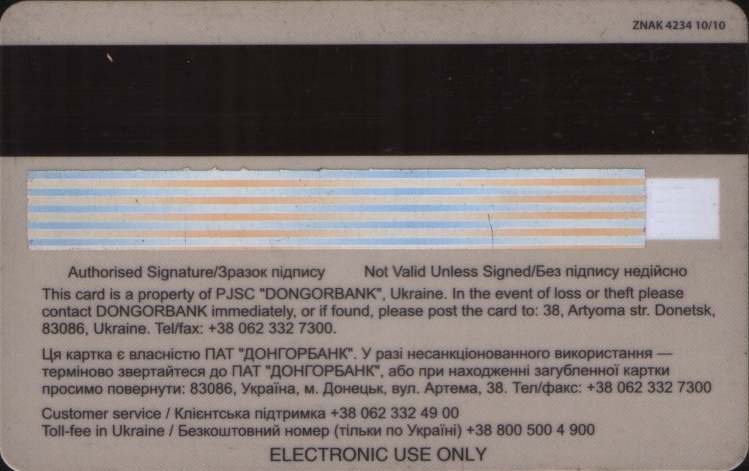 ZNAK 4234 10/10
Authorised Signature/Зразок підпису Not Valid Unless Signed/Без підпису недійсно
This card is a property of PJSC "DONGORBANK", Ukraine. In the event of loss or theft please
contact DONGORBANK immediately, or if found, please post the card to: 38, Artyoma str. Donetsk,
83086, Ukraine. Tel/fax: +38 062 332 7300.
Ця картка є власністю ПАТ "ДОНГОРБАНК". У разі несанкціонованного використання —
терміново звертайтеся до ПАТ "ДОНГОРБАНК", або при находженні загубленної картки
просимо повернути: 83086, Україна, м. Донецьк, вул. Артема, 38. Тел/факс: +38 062 332 7300
Customer service / Клієнтська підтримка +38 062 332 49 00
Toll-fee in Ukraine / Безкоштовний номер (тільки по Україні) +38 800 500 4 900
ELECTRONIC USE ONLY